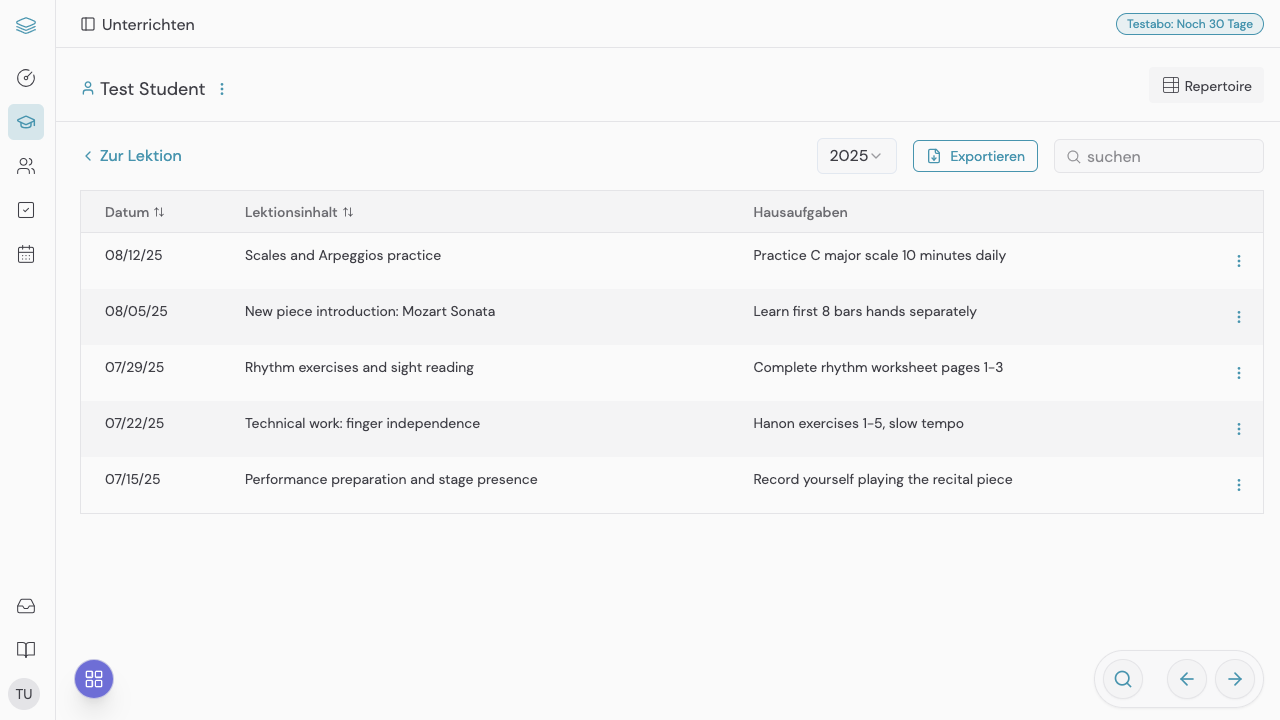 Unterrichten
Testabo: Noch 30 Tage
Test Student
Repertoire
Zur Lektion
2025
Exportieren
suchen
Datum Lektionsinhalt Hausaufgaben
08/12/25 Scales and Arpeggios practice Practice C major scale 10 minutes daily
08/05/25 New piece introduction: Mozart Sonata Learn first 8 bars hands separately
07/29/25 Rhythm exercises and sight reading Complete rhythm worksheet pages 1-3
07/22/25 Technical work: finger independence Hanon exercises 1-5, slow tempo
07/15/25 Performance preparation and stage presence Record yourself playing the recital piece
TU